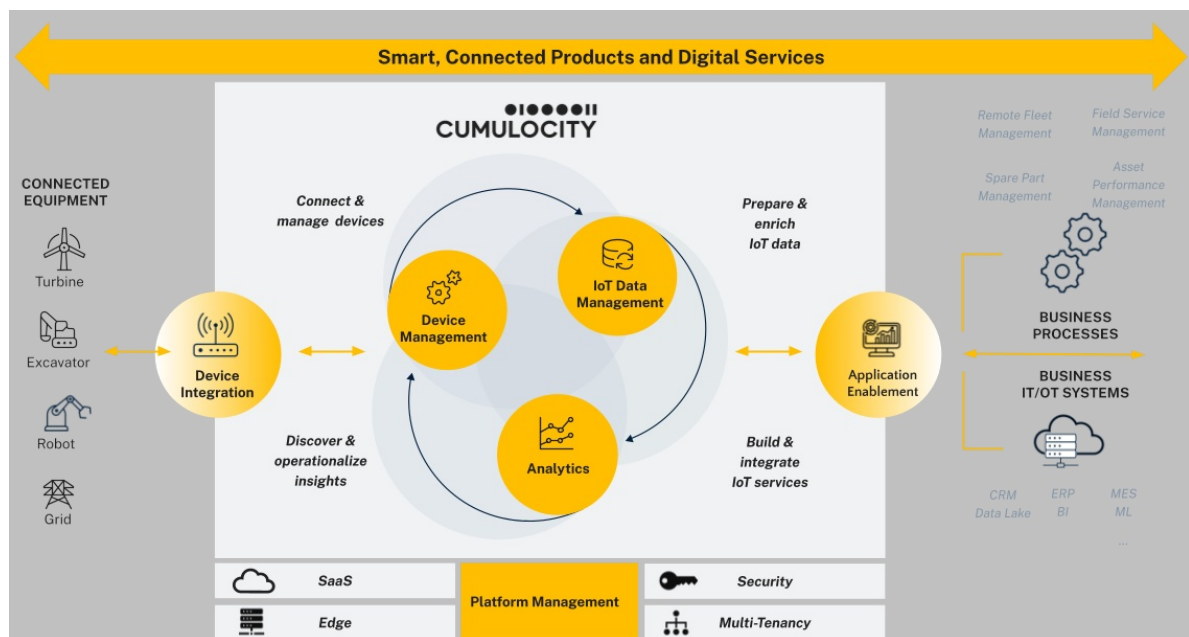 Smart, Connected Products and Digital Services
CUMULOCITY
CONNECTED
EQUIPMENT
Turbine
Excavator
Robot
Grid
Device
Integration
Connect &
manage devices
Prepare &
enrich
IoT data
Device
Management
IoT Data
Management
Analytics
Discover &
operationalize
insights
Build &
integrate
IoT services
Application
Enablement
Remote Fleet
Management
Field Service
Management
Spare Part
Management
Asset
Performance
Management
BUSINESS
PROCESSES
BUSINESS
IT/OT SYSTEMS
CRM
Data Lake
ERP
BI
MES
ML
...
SaaS
Edge
Platform Management
Security
Multi-Tenancy